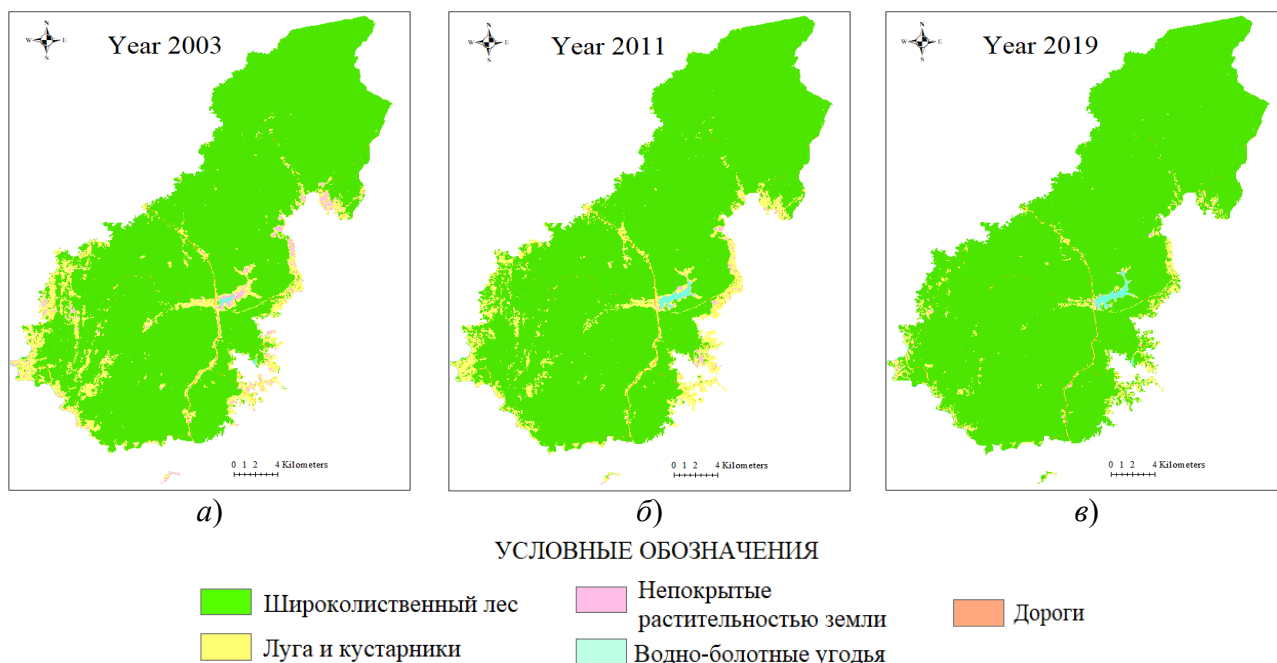 N
W E
S
Year 2003
0 1 2 4 Kilometers
N
W E
S
Year 2011
0 1 2 4 Kilometers
N
W E
S
Year 2019
0 1 2 4 Kilometers
а) б) в)
УСЛОВНЫЕ ОБОЗНАЧЕНИЯ
Широколиственный лес
Луга и кустарники
Непокрытые
растительностью земли
Водно-болотные угодья
Дороги